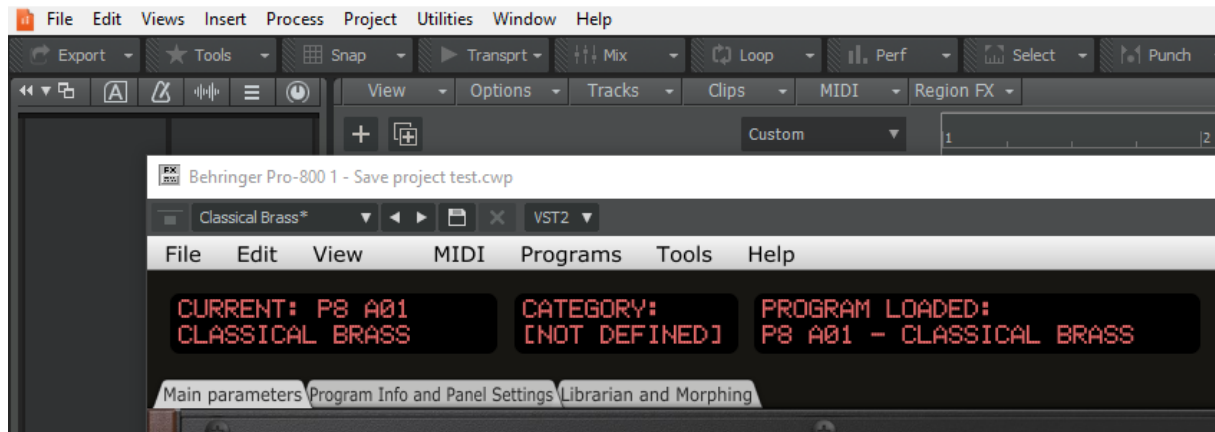 File Edit Views Insert Process Project Utilities Window Help
Export Tools Snap Transprt Mix Loop Perf Select Punch
A View Options Tracks Clips MIDI Region FX
Custom 1 2
FX Behringer Pro-800 1 - Save project test.cwp
Classical Brass* VST2
File Edit View MIDI Programs Tools Help
CURRENT: P8 A01 CATEGORY: PROGRAM LOADED:
CLASSICAL BRASS [NOT DEFINED] P8 A01 - CLASSICAL BRASS
Main parameters Program Info and Panel Settings Librarian and Morphing